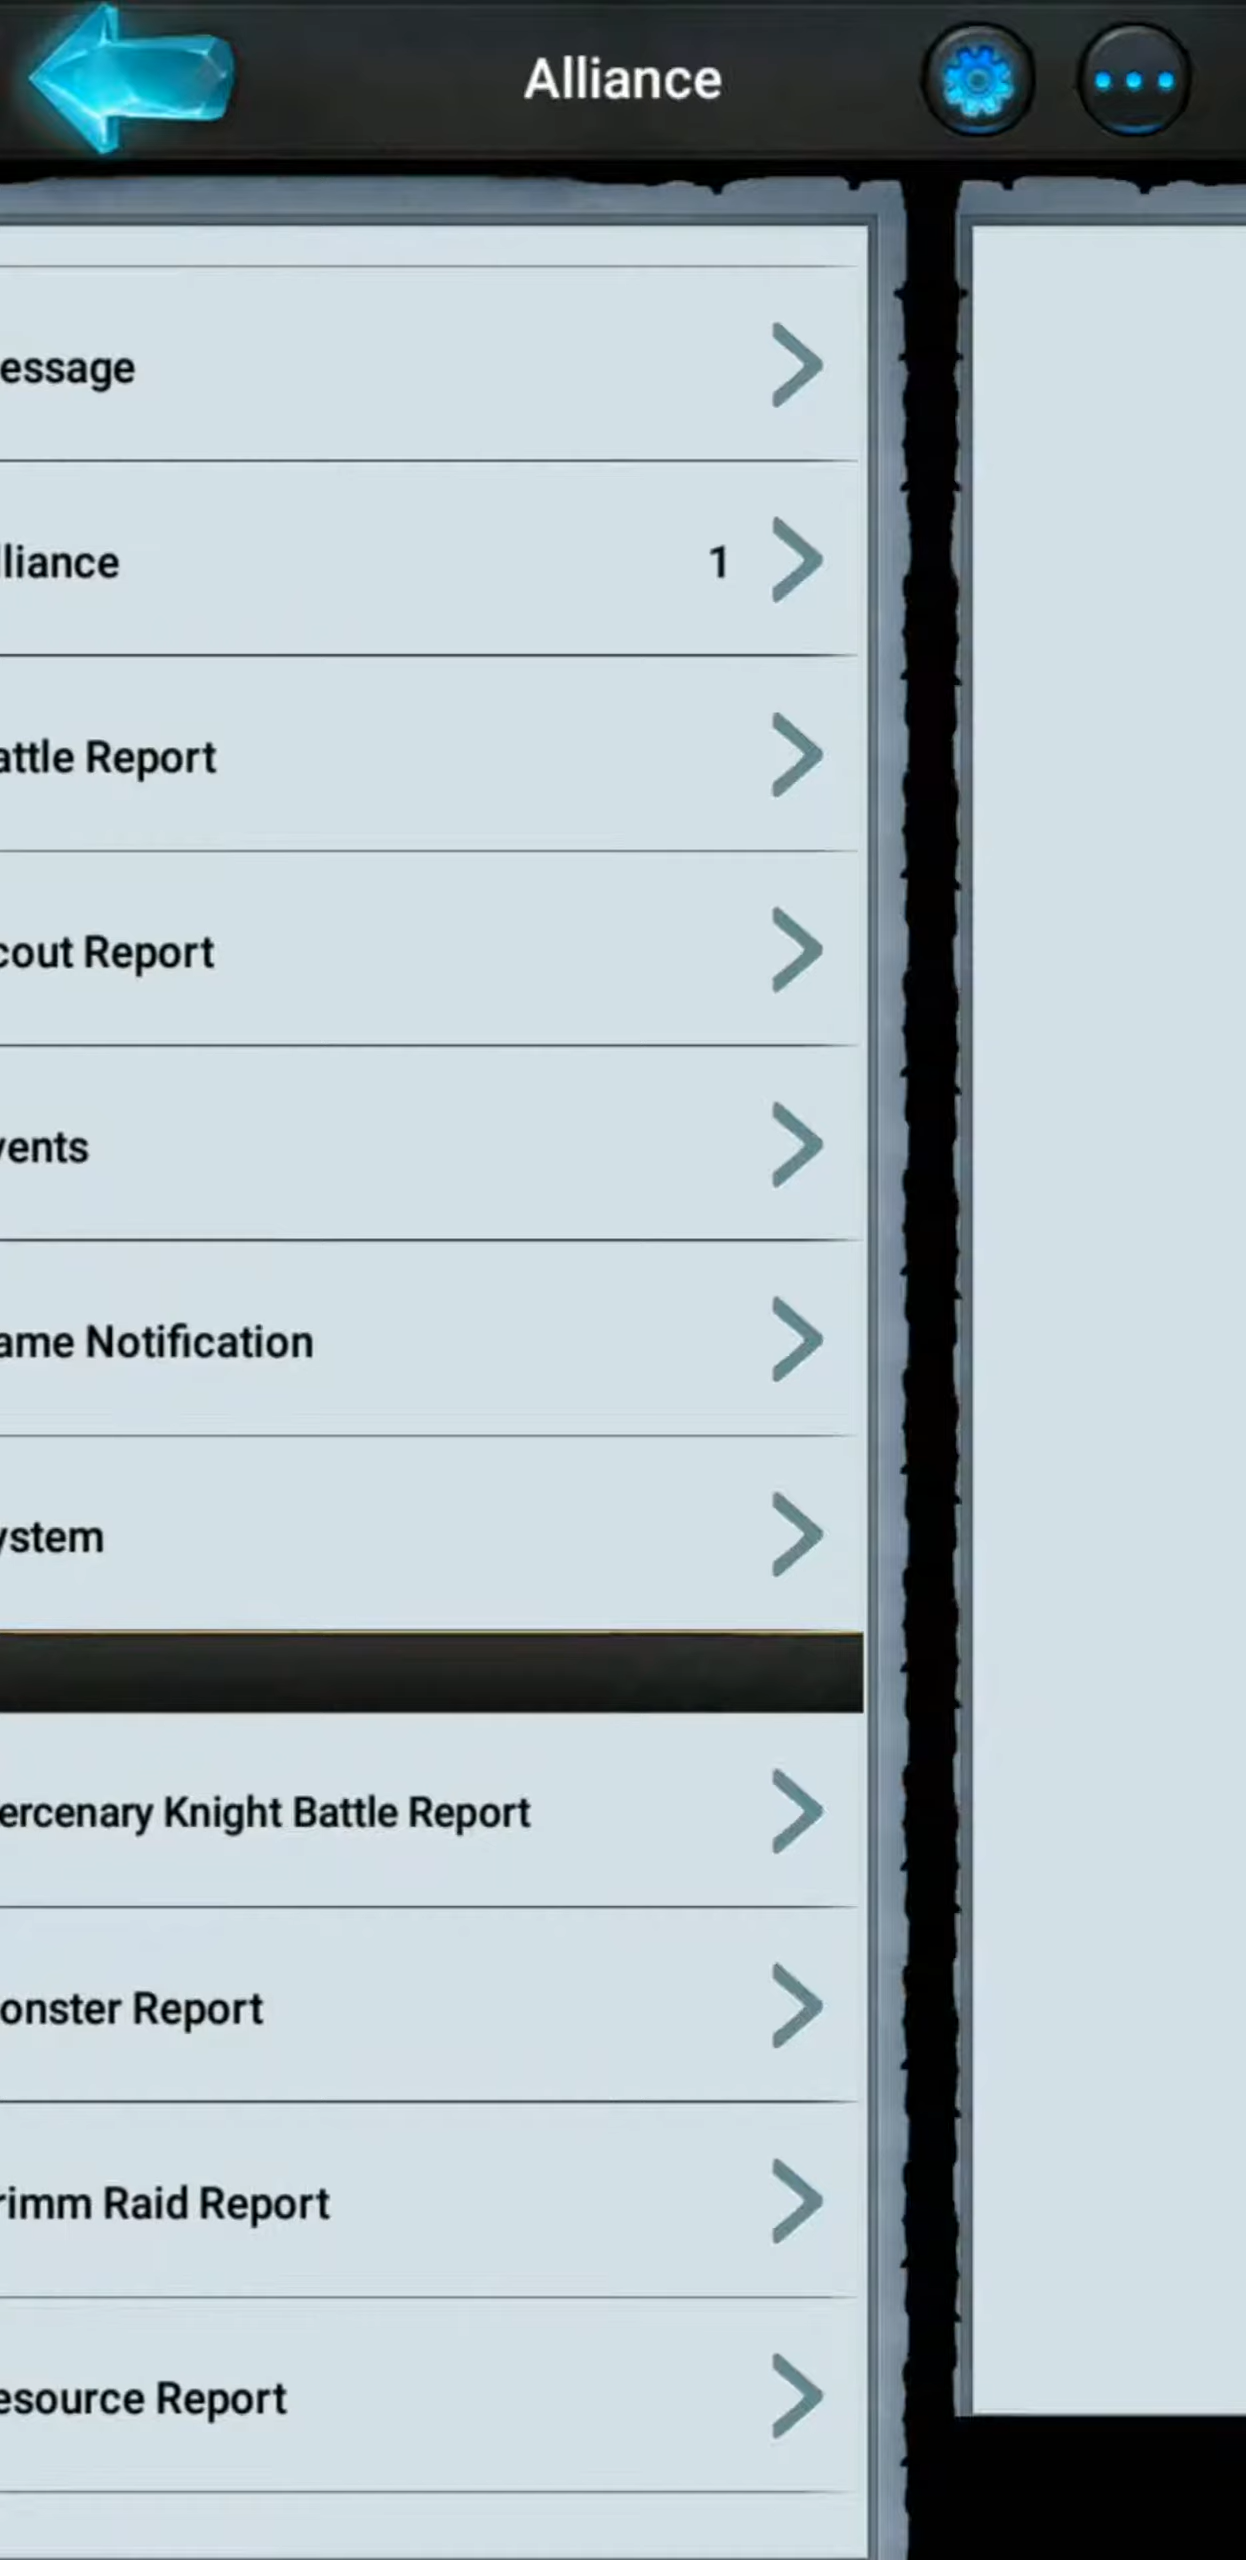 Alliance
essage
lliance 1
attle Report
cout Report
vents
ame Notification
ystem
ercenary Knight Battle Report
onster Report
rimm Raid Report
esource Report